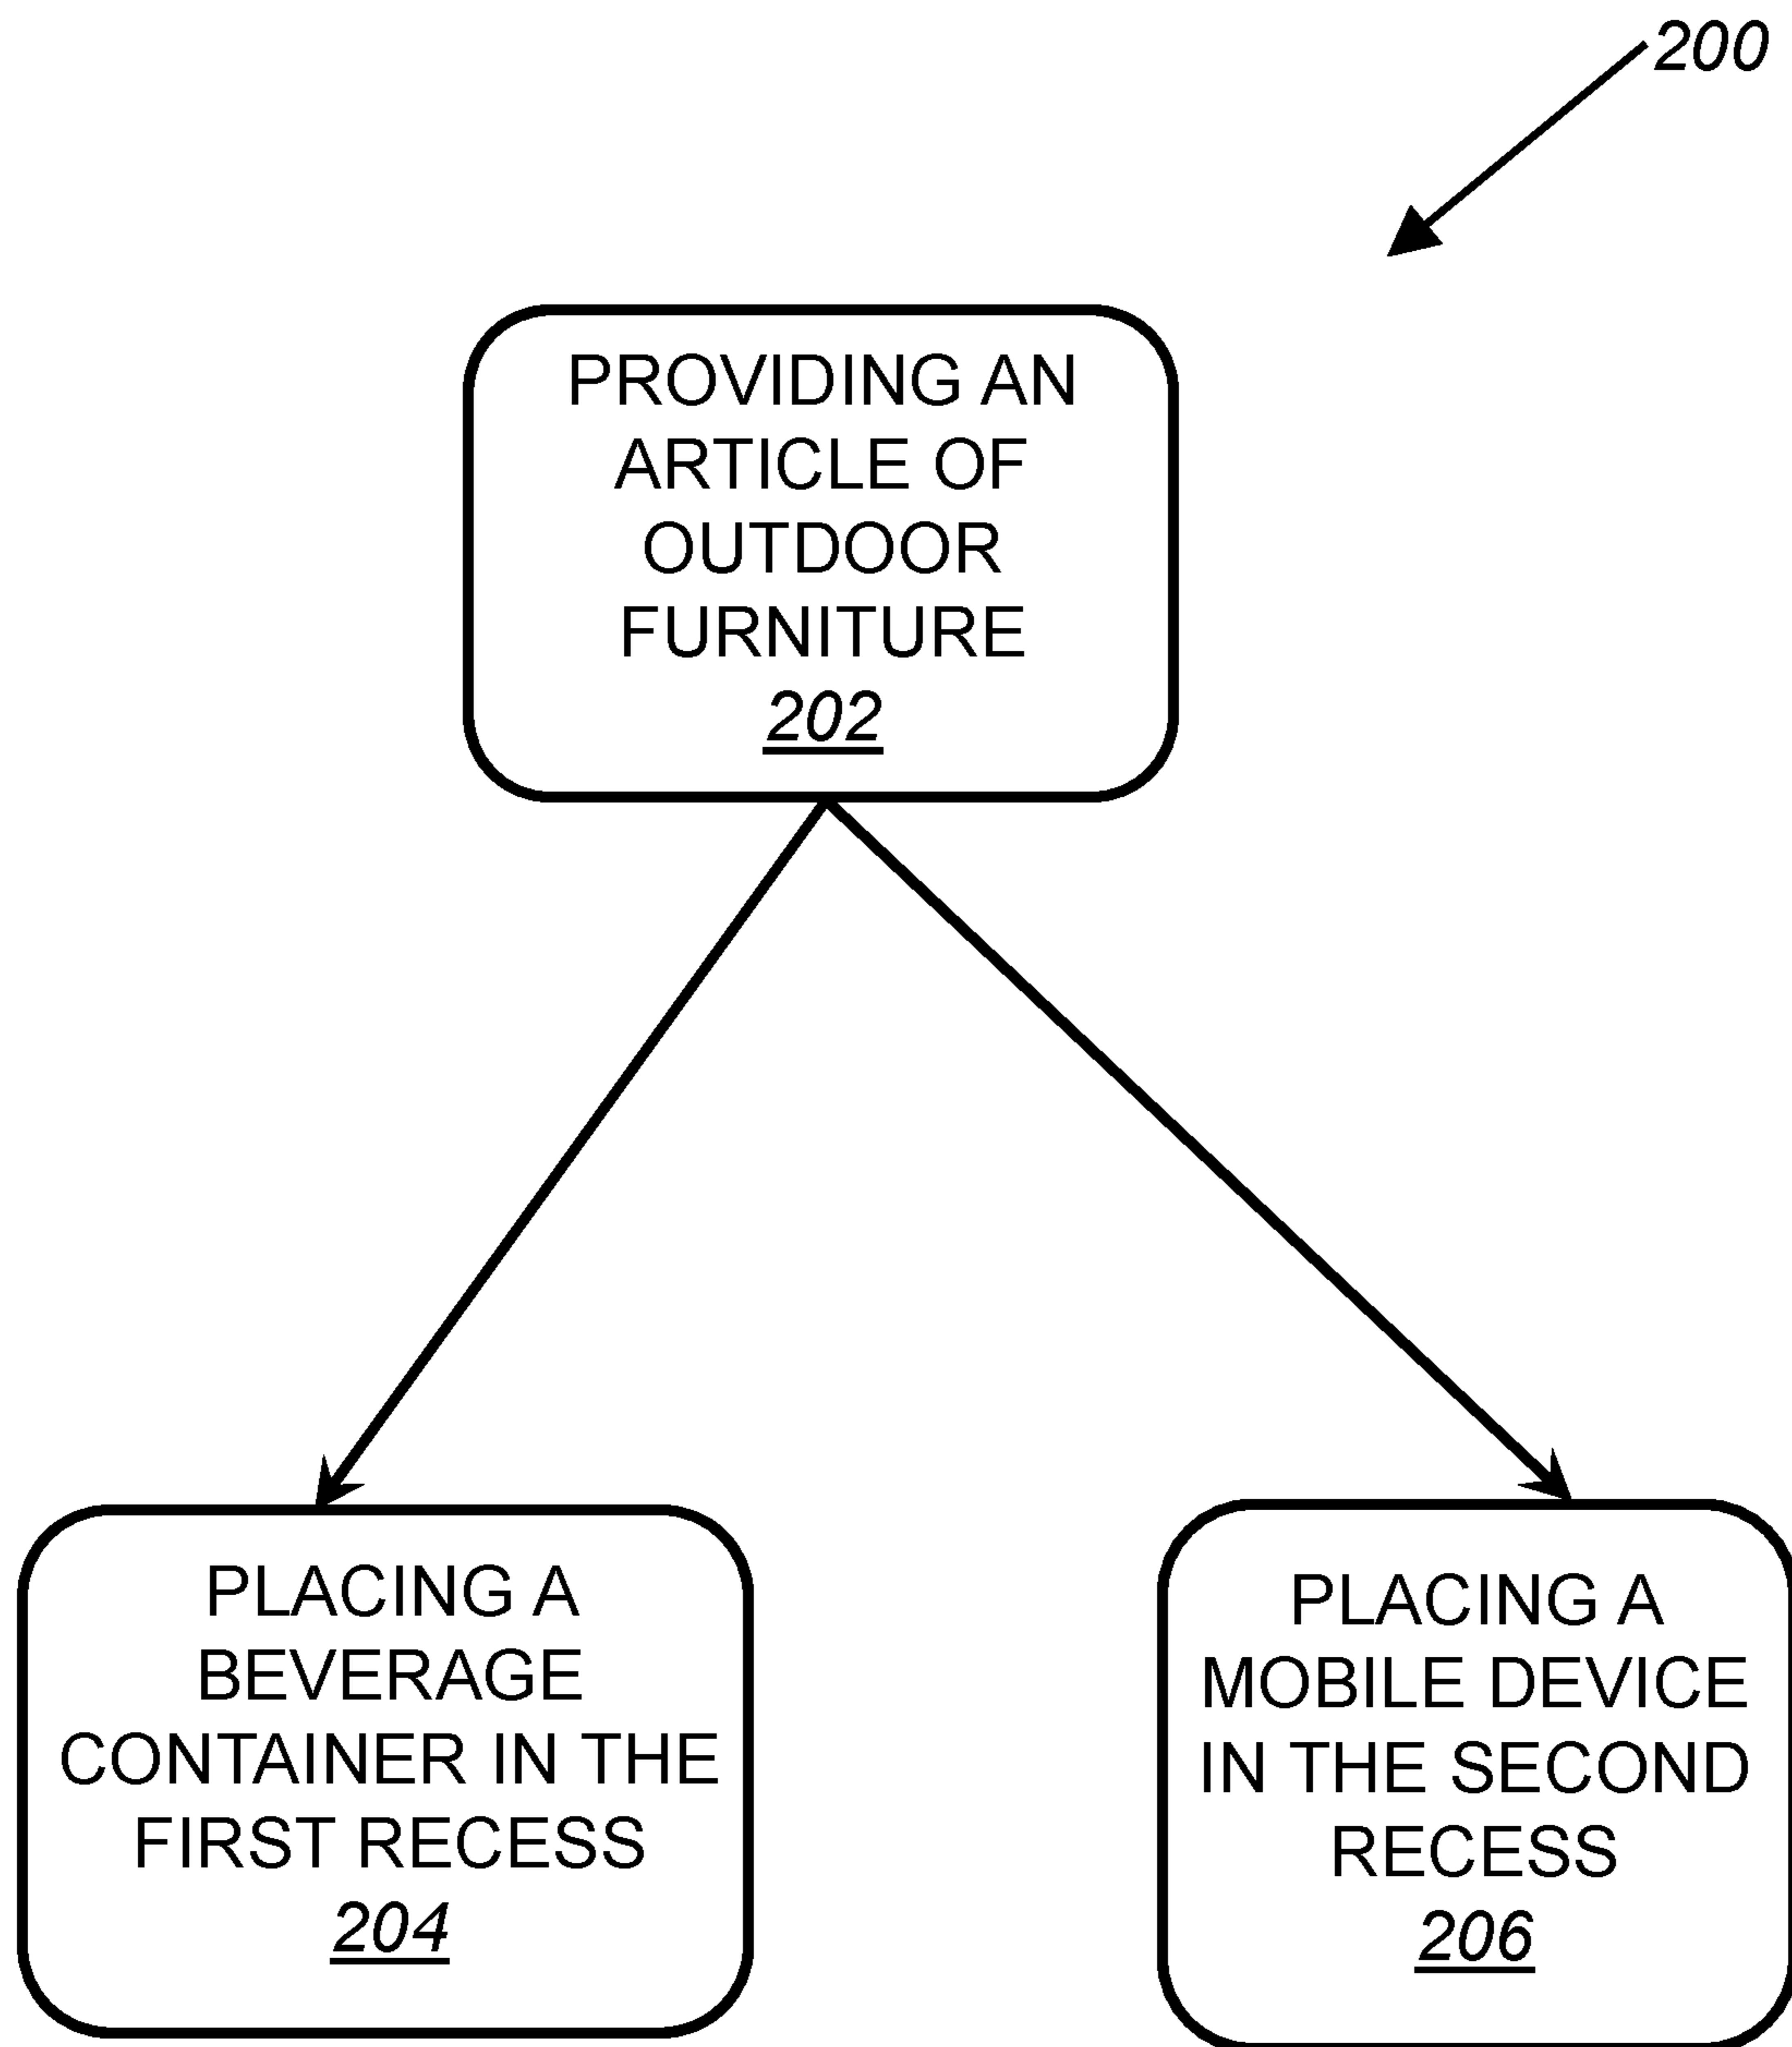 200
PROVIDING AN
ARTICLE OF
OUTDOOR
FURNITURE
202
PLACING A
BEVERAGE
CONTAINER IN THE
FIRST RECESS
204
PLACING A
MOBILE DEVICE
IN THE SECOND
RECESS
206